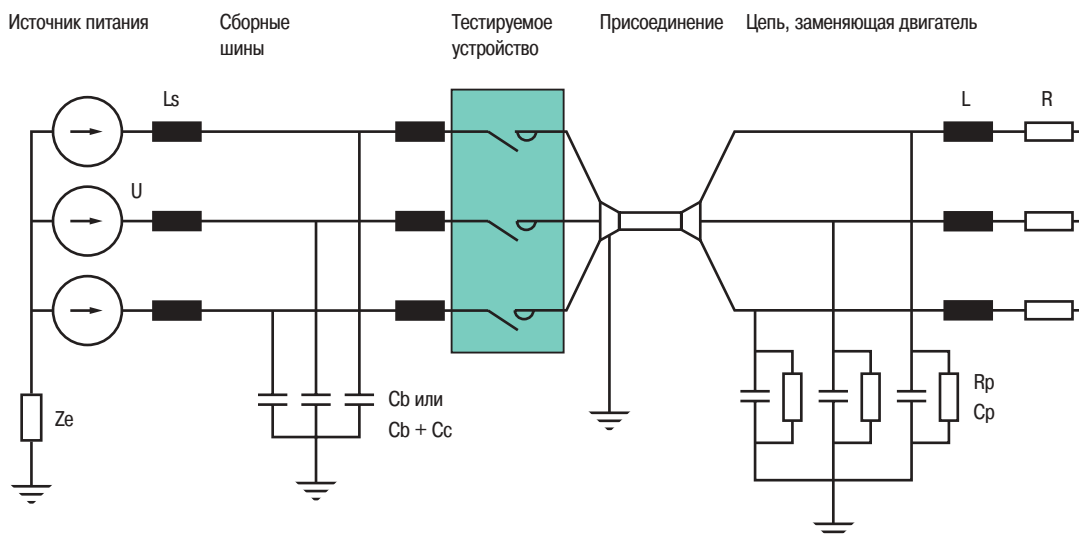 Источник питания
Сборные
шины
Тестируемое
устройство
Присоединение
Цепь, заменяющая двигатель
Ls
L
R
U
Ze
Cb или
Cb + Cc
Rp
Cp